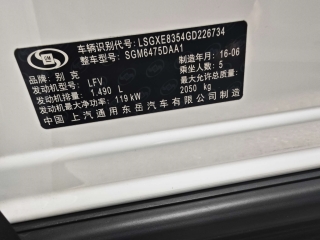 车辆识别代号: LSGXE8354GD226734
整车型号: SGM6475DAA1
品牌: 别克 制造年月: 16-06
发动机型号: LFV 乘坐人数: 5
发动机排量: 1.490 L 最大允许总质量:
发动机最大净功率: 119 kW 2050 kg
中国 上汽通用东岳汽车有限公司制造